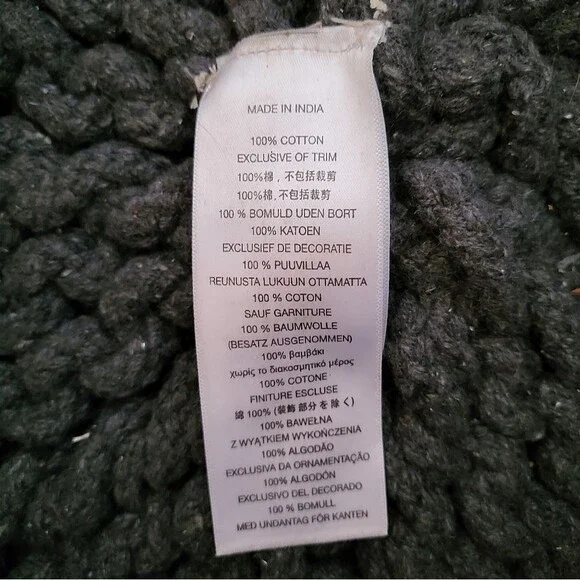 MADE IN INDIA
100% COTTON
EXCLUSIVE OF TRIM
100%棉，不包括裁剪
100%棉，不包括裁剪
100 % BOMULD UDEN BORT
100 % KATOEN
EXCLUSIEF DE DECORATIE
100 % PUUVILLAA
REUNUSTA LUKUUN OTTAMATTA
100 % COTON
SAUF GARNITURE
100 % BAUMWOLLE
(BESATZ AUSGENOMMEN)
100% βαμβάκι
χωρίς το διακοσμητικό μέρος
100% COTONE
FINITURE ESCLUSE
綿 100% (装飾部分を除く)
100% BAWEŁNA
Z WYJĄTKIEM WYKOŃCZENIA
100% ALGODÃO
EXCLUSIVA DA ORNAMENTAÇÃO
100% ALGODÓN
EXCLUSIVO DEL DECORADO
100 % BOMULL
MED UNDANTAG FÖR KANTEN